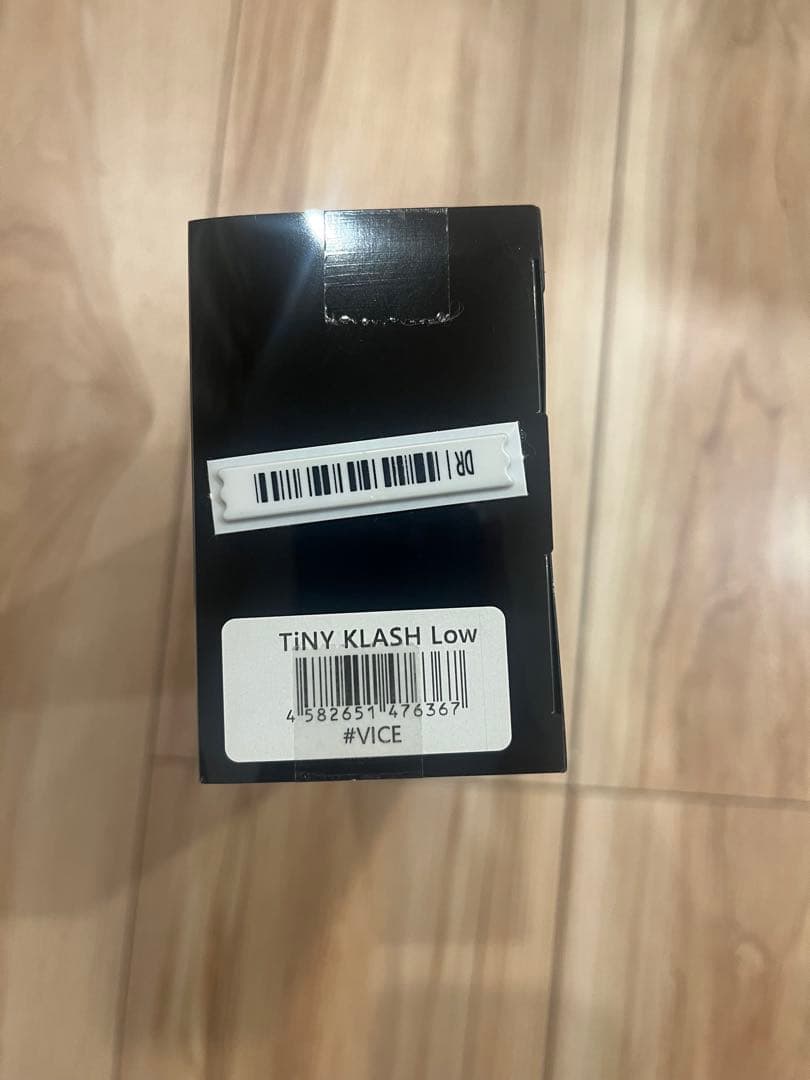 DR
TiNY KLASH Low
4 582651 476367
#VICE